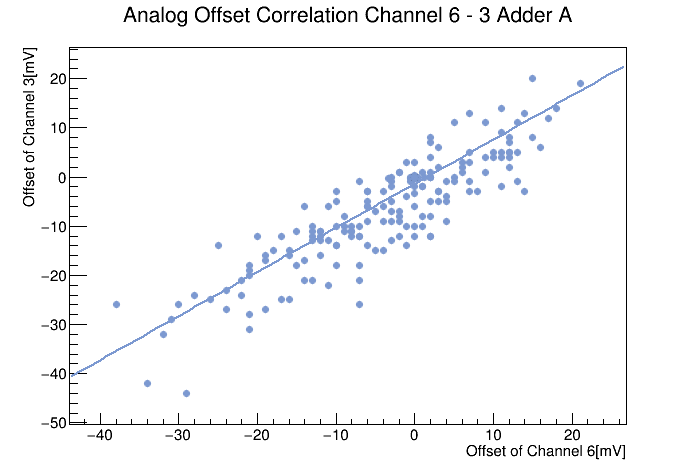 Analog Offset Correlation Channel 6 - 3 Adder A
Offset of Channel 3[mV]
20
10
0
−10
−20
−30
−40
−50
−40 −30 −20 −10 0 10 20
Offset of Channel 6[mV]